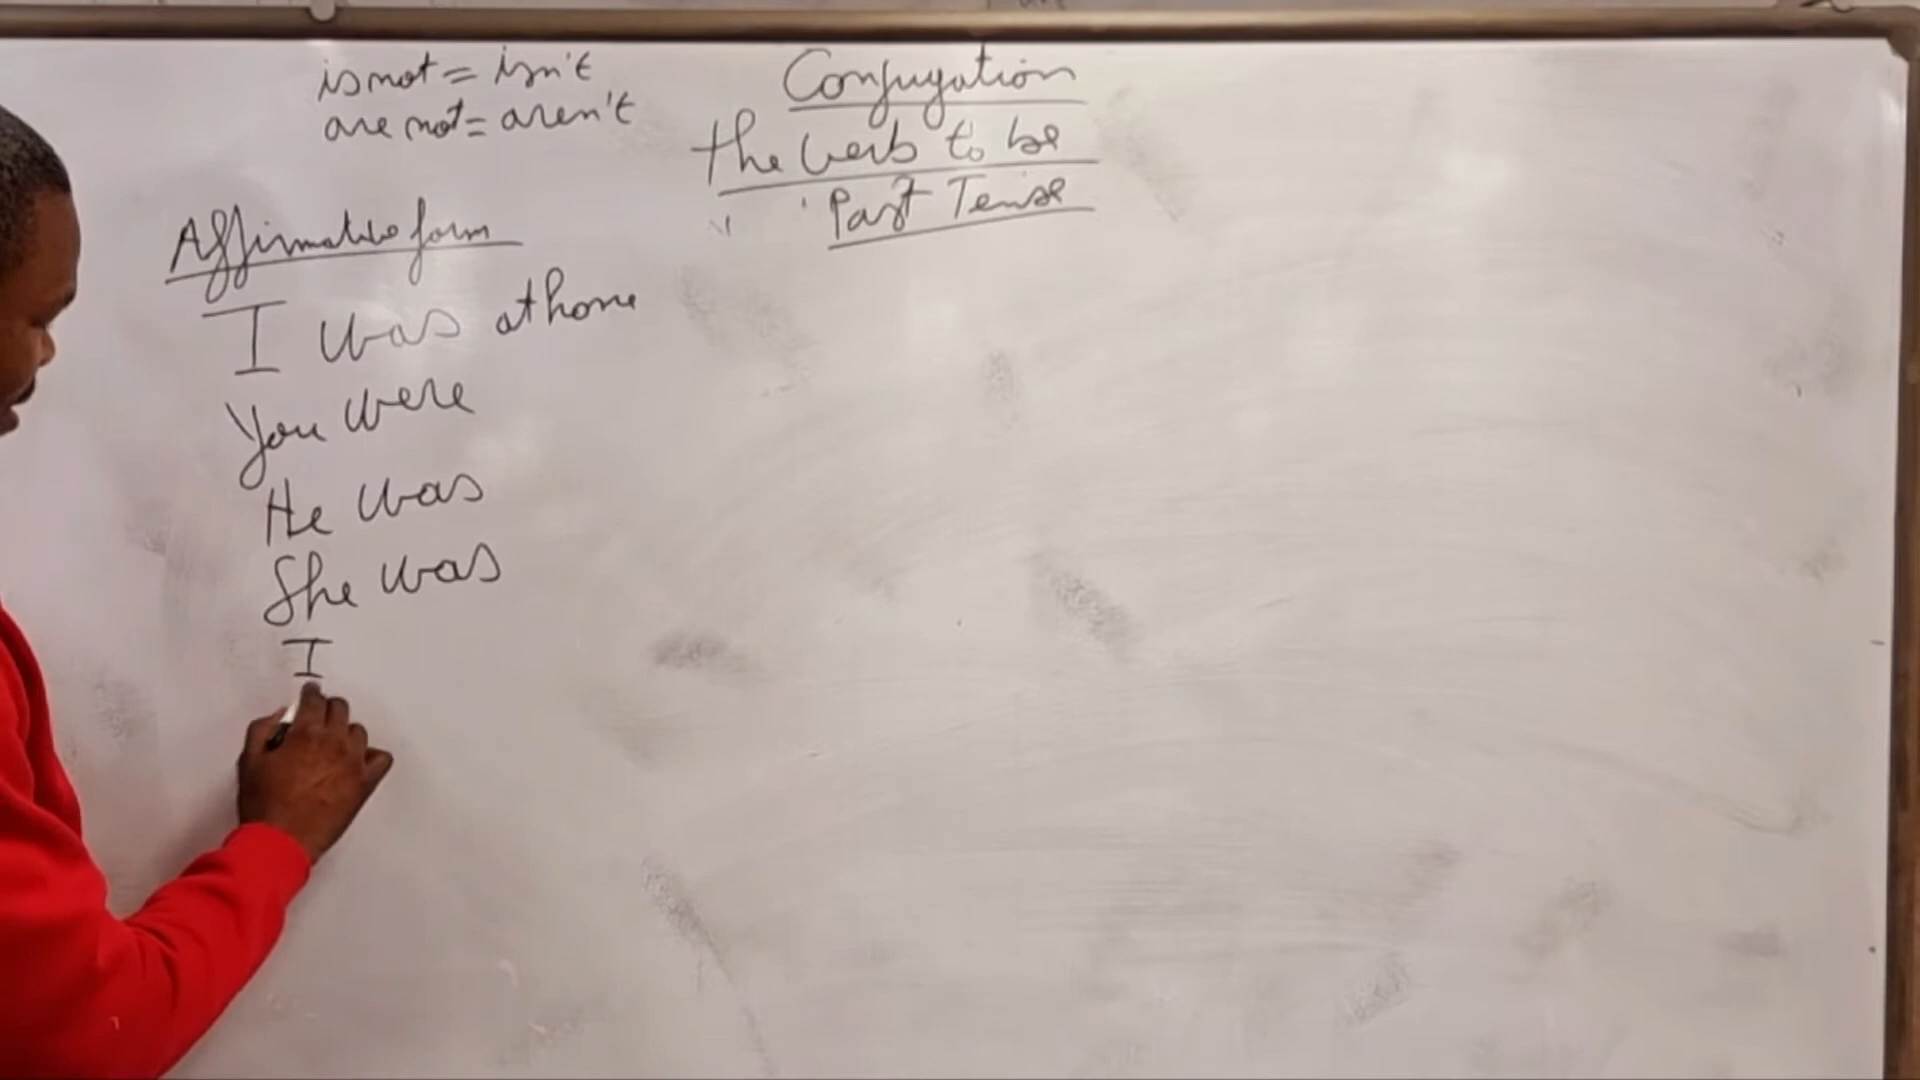 is not = isn't
are not = aren't
Conjugation
the verb to be
Past Tense
Affirmative form
I was at home
You were
He was
She was
I